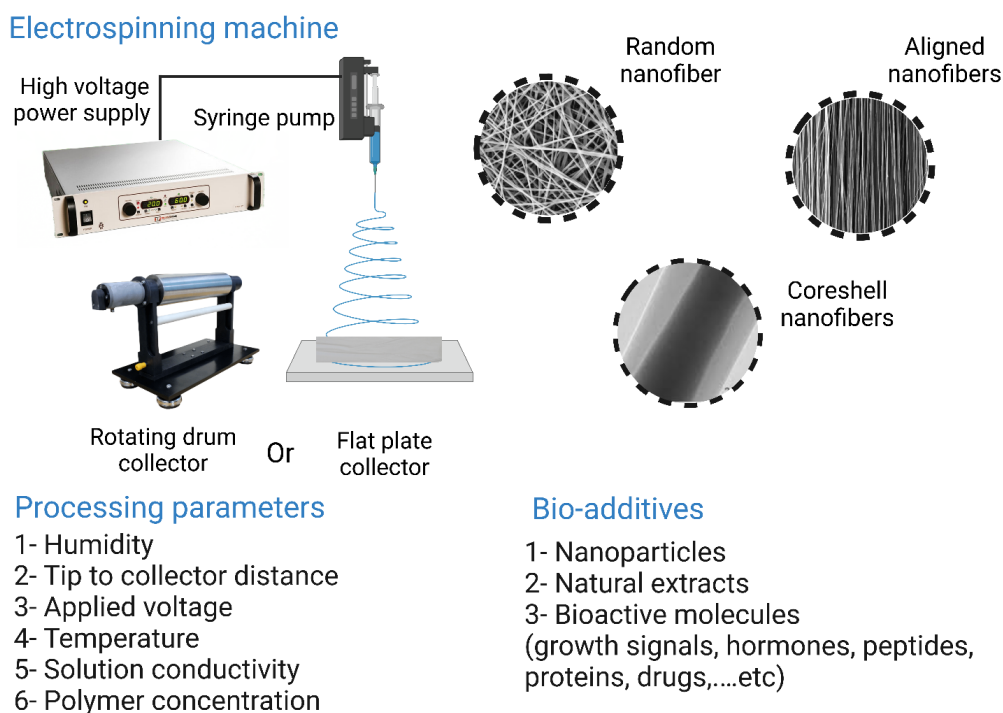 Electrospinning machine
High voltage
power supply
Syringe pump
Random
nanofiber
Aligned
nanofibers
Coreshell
nanofibers
Rotating drum
collector
Or
Flat plate
collector
Processing parameters
1- Humidity
2- Tip to collector distance
3- Applied voltage
4- Temperature
5- Solution conductivity
6- Polymer concentration
Bio-additives
1- Nanoparticles
2- Natural extracts
3- Bioactive molecules
(growth signals, hormones, peptides,
proteins, drugs,....etc)